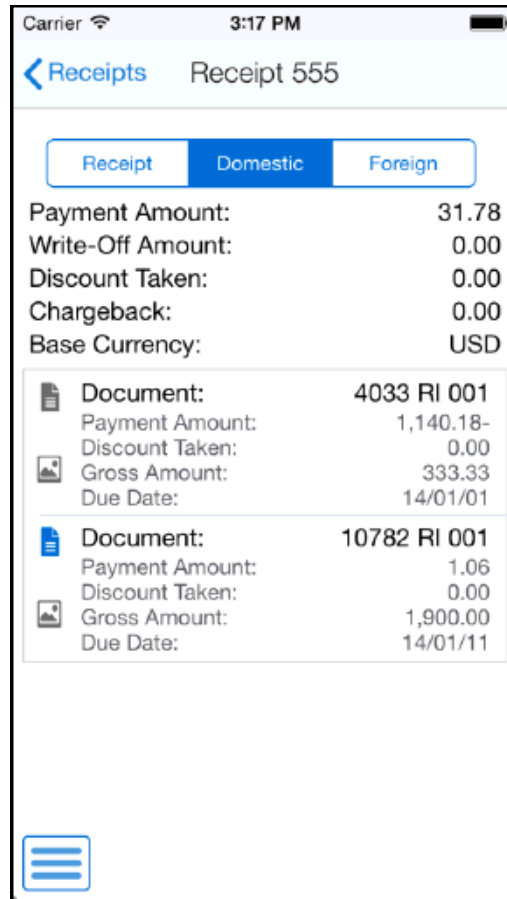 Carrier 3:17 PM
Receipts Receipt 555
Receipt Domestic Foreign
Payment Amount: 31.78
Write-Off Amount: 0.00
Discount Taken: 0.00
Chargeback: 0.00
Base Currency: USD
Document: 4033 RI 001
Payment Amount: 1,140.18-
Discount Taken: 0.00
Gross Amount: 333.33
Due Date: 14/01/01
Document: 10782 RI 001
Payment Amount: 1.06
Discount Taken: 0.00
Gross Amount: 1,900.00
Due Date: 14/01/11